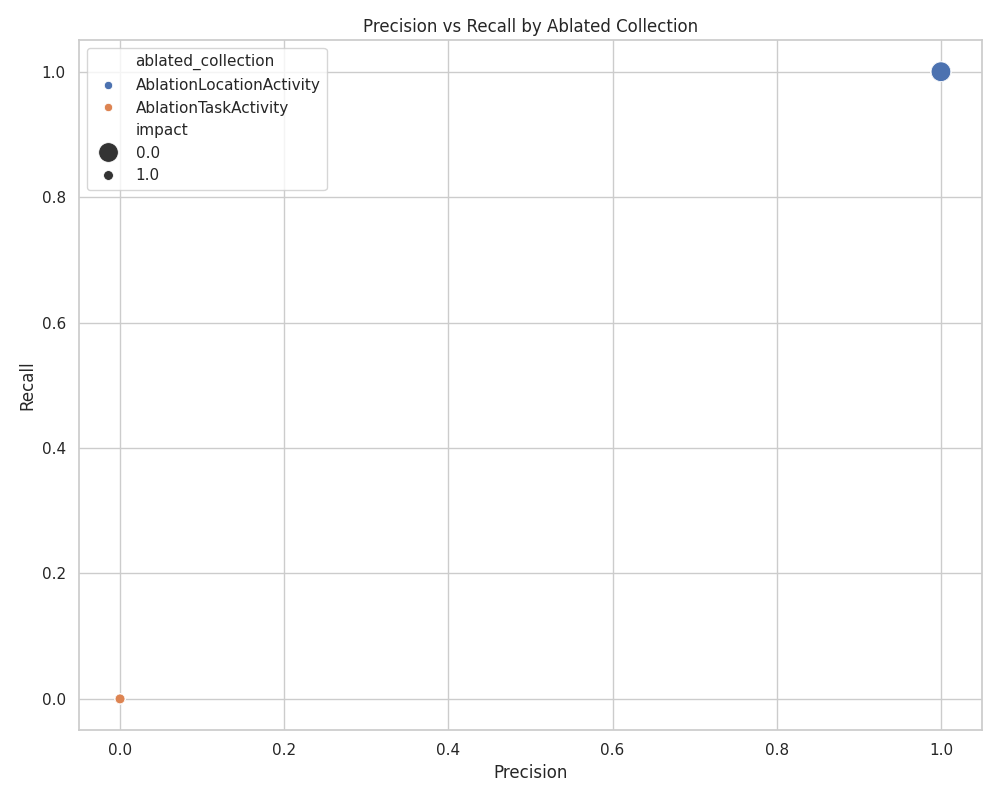 Precision vs Recall by Ablated Collection
ablated_collection
AblationLocationActivity
AblationTaskActivity
impact
0.0
1.0
1.0
0.8
0.6
0.4
0.2
0.0
Recall
0.0 0.2 0.4 0.6 0.8 1.0
Precision